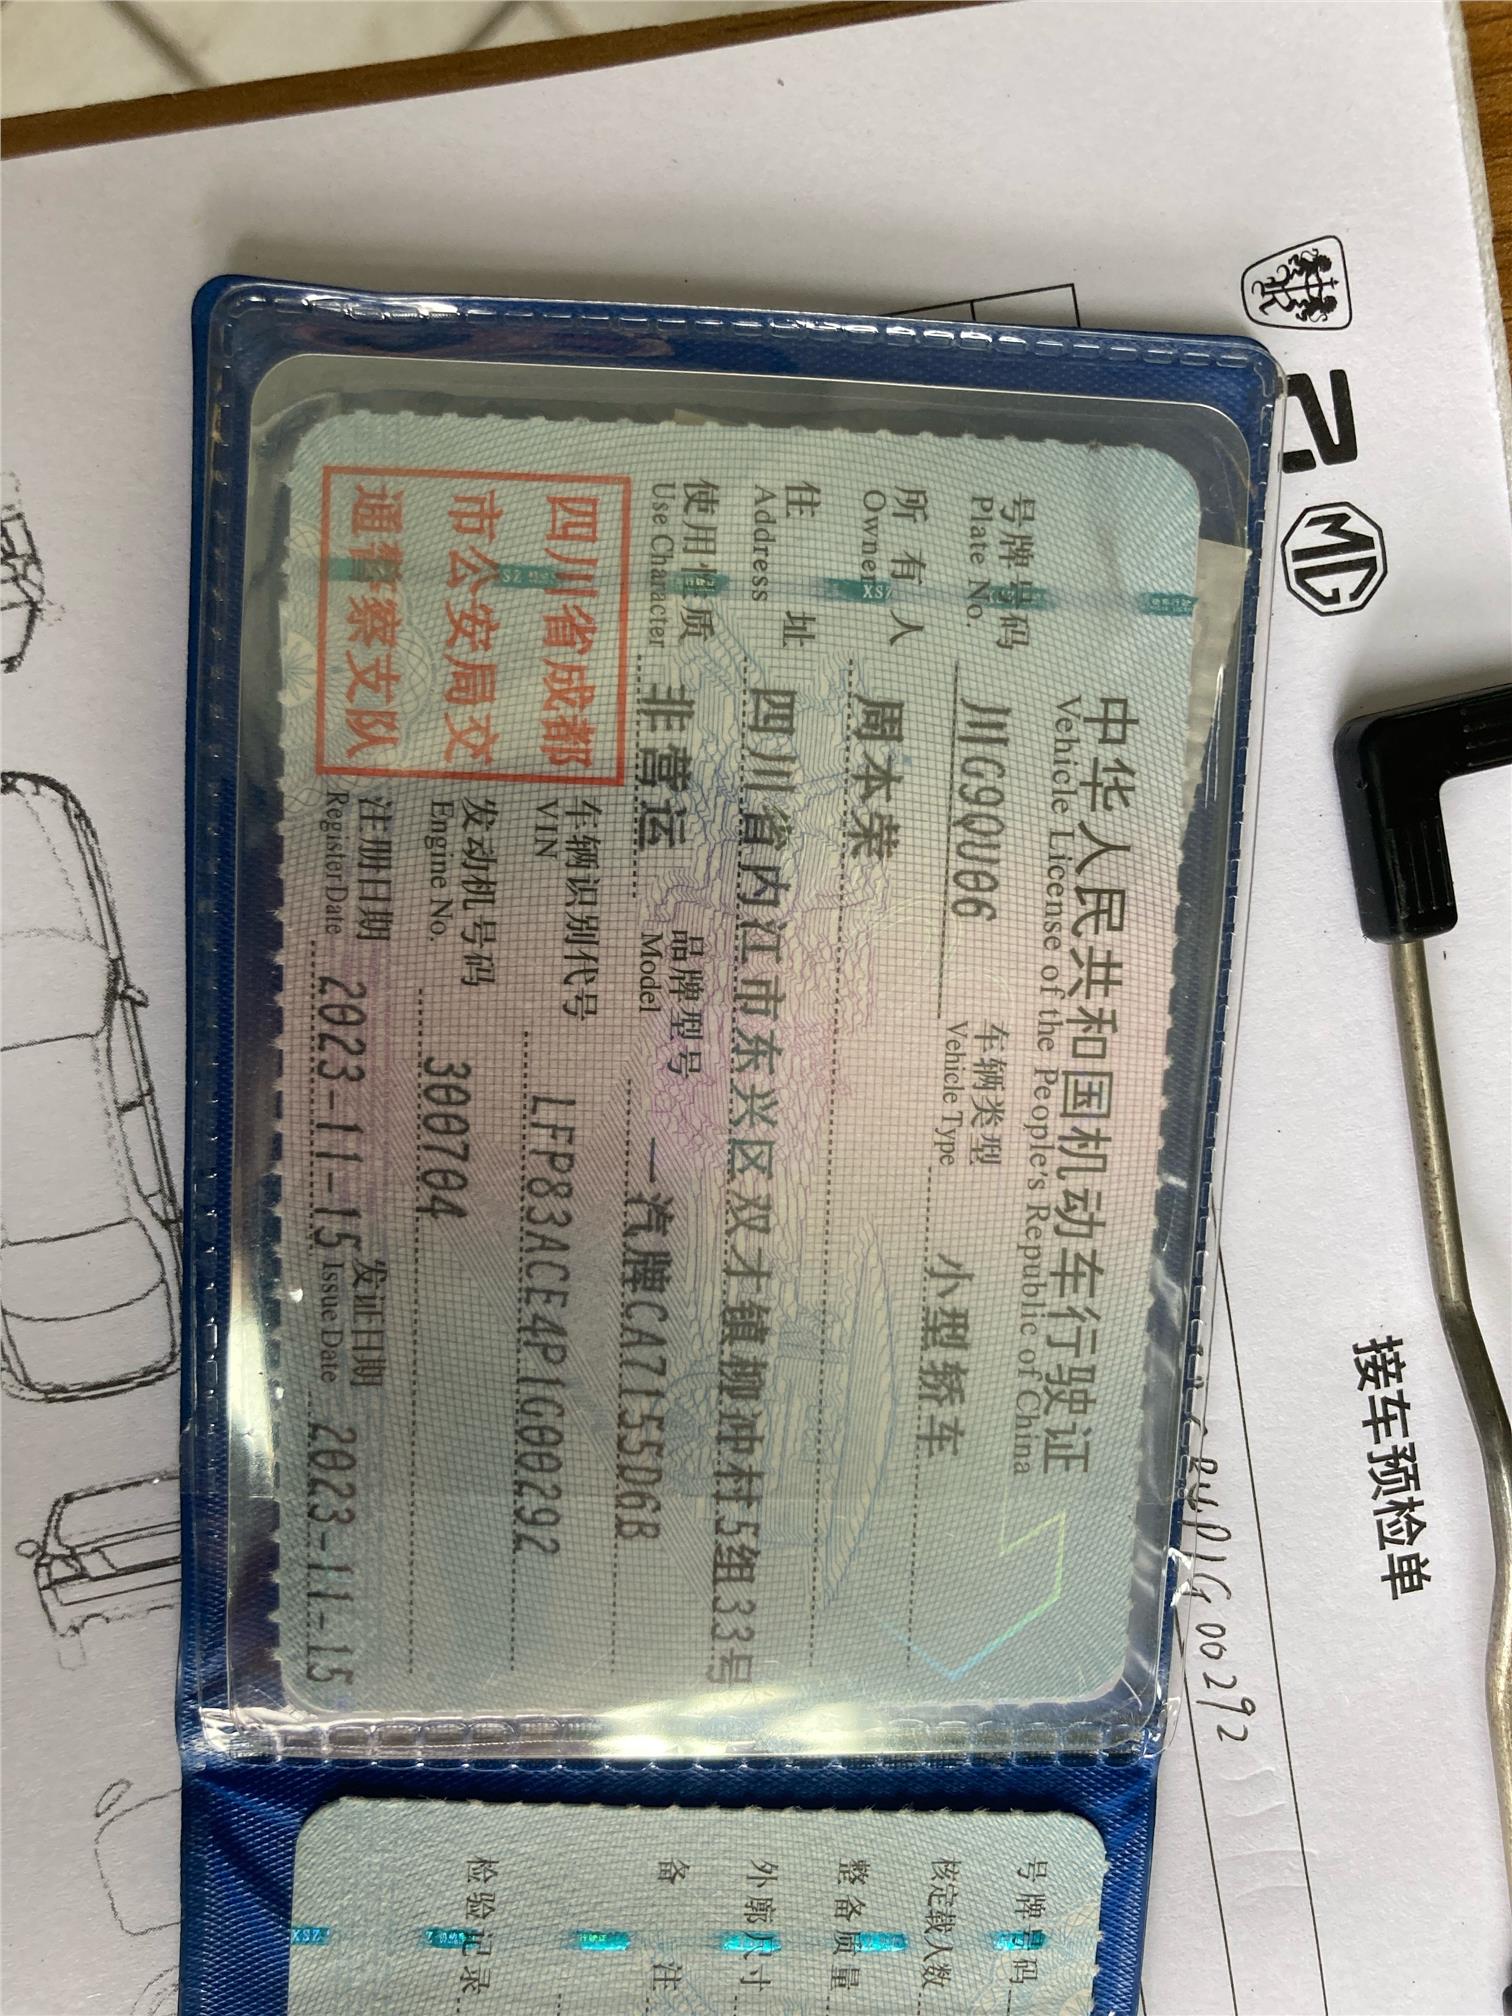 中华人民共和国机动车行驶证
Vehicle License of the People's Republic of China
号牌号码 川G9QU06 车辆类型 小型轿车
Plate No. Vehicle Type
所有人 周本荣
Owner
住址 四川省内江市东兴区双才镇柳冲村5组33号
Address
使用性质 非营运 品牌型号 一汽牌CA7155D6B
Use Character Model
四川省成都
市公安局交
通警察支队
车辆识别代号 LFP83ACE4P1G00292
VIN
发动机号码 300704
Engine No.
注册日期 2023-11-15 发证日期 2023-11-15
Register Date Issue Date
号牌号码
核定载人数
整备质量
外廓尺寸
备注
检验记录
MG
接车预检单
P1G00292